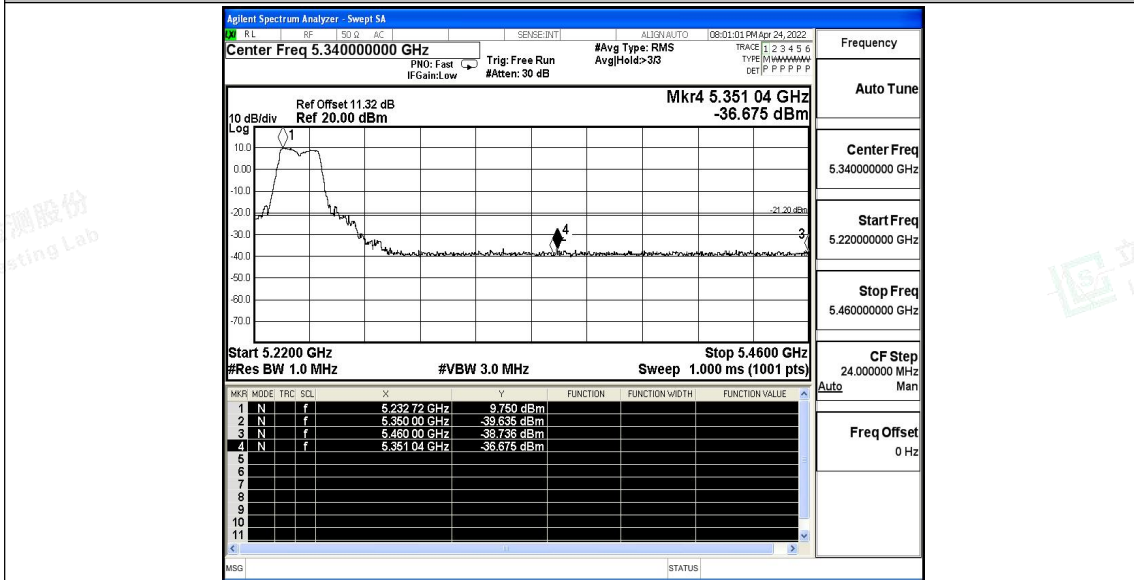 Agilent Spectrum Analyzer - Swept SA
LXI RL RF 50 Ω AC SENSE:INT ALIGN AUTO 08:01:01 PM Apr 24, 2022
Center Freq 5.340000000 GHz
PNO: Fast
IFGain:Low
Trig: Free Run
#Atten: 30 dB
#Avg Type: RMS
Avg|Hold:>3/3
TRACE 1 2 3 4 5 6
TYPE MWWWWW
DET P P P P P P
Mkr4 5.351 04 GHz
-36.675 dBm
Ref Offset 11.32 dB
10 dB/div Ref 20.00 dBm
Log
10.0
0.00
-10.0
-20.0
-30.0
-40.0
-50.0
-60.0
-70.0
1
-21.20 dBm
4
3
Start 5.2200 GHz Stop 5.4600 GHz
#Res BW 1.0 MHz #VBW 3.0 MHz Sweep 1.000 ms (1001 pts)
MKR MODE TRC SCL X Y FUNCTION FUNCTION WIDTH FUNCTION VALUE
1 N f 5.232 72 GHz 9.750 dBm
2 N f 5.350 00 GHz -39.635 dBm
3 N f 5.460 00 GHz -38.736 dBm
4 N f 5.351 04 GHz -36.675 dBm
5
6
7
8
9
10
11
MSG STATUS
Frequency
Auto Tune
Center Freq
5.340000000 GHz
Start Freq
5.220000000 GHz
Stop Freq
5.460000000 GHz
CF Step
24.000000 MHz
Auto Man
Freq Offset
0 Hz
测股份
sting Lab
立